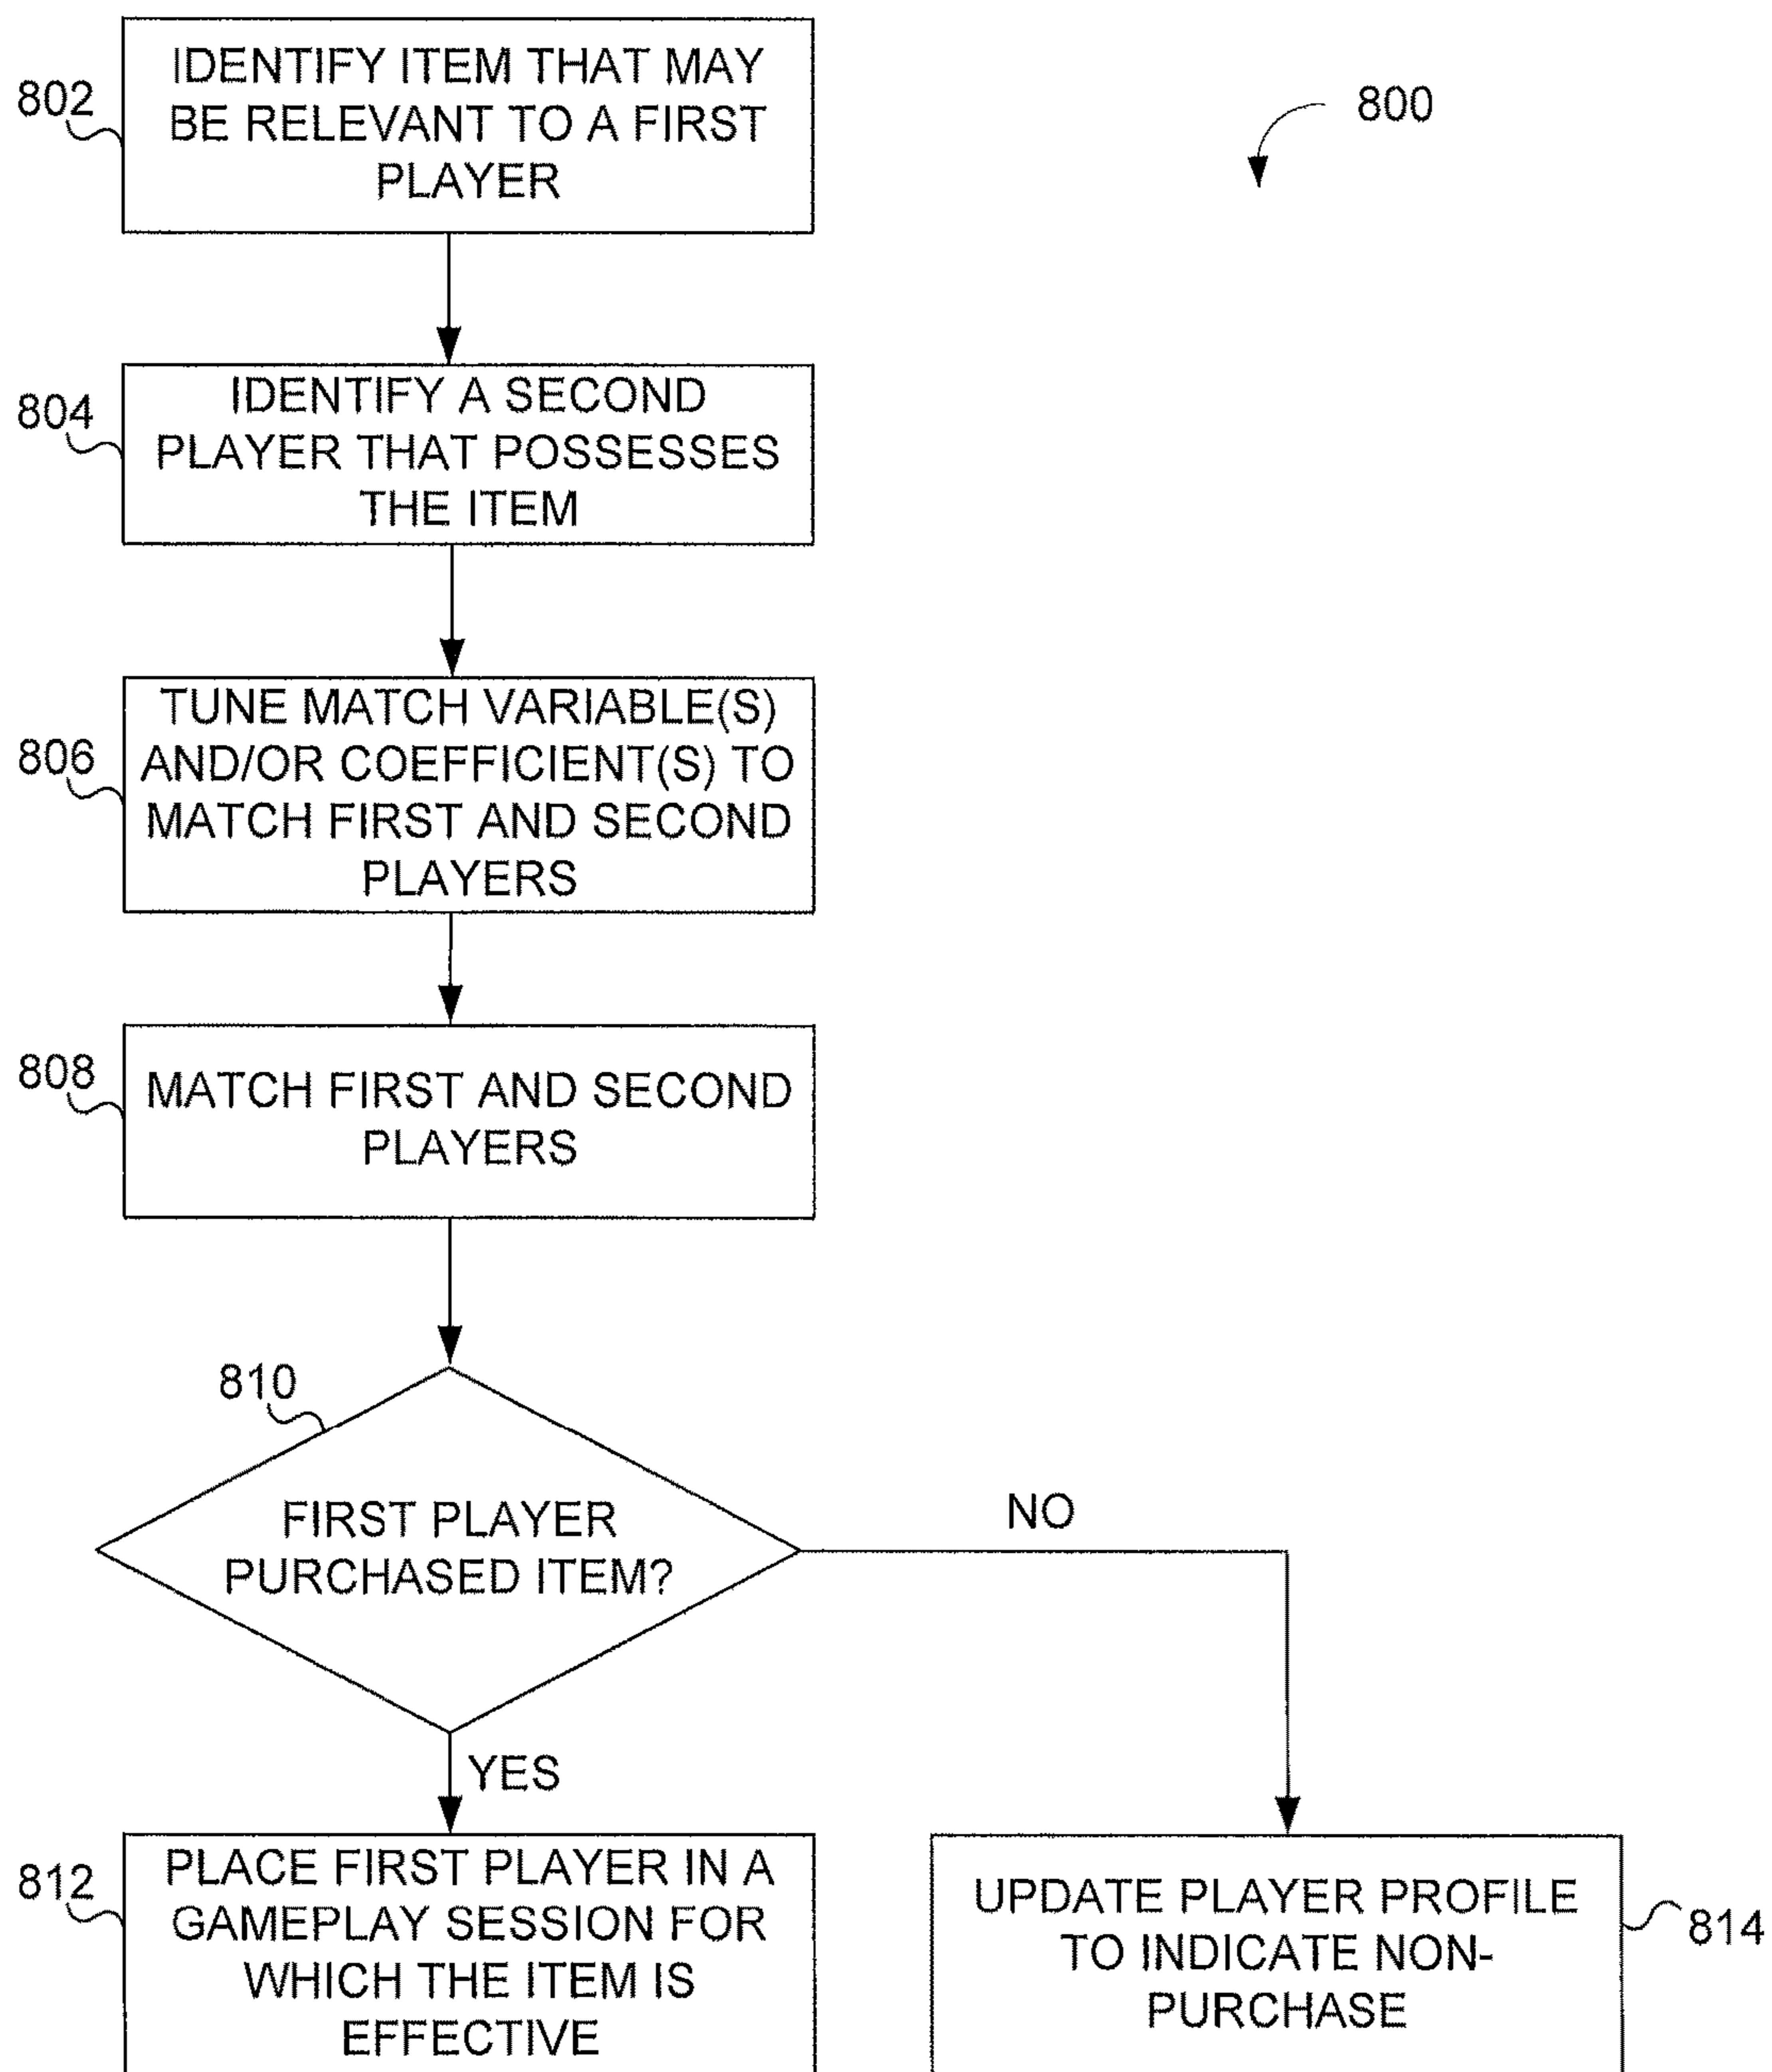 800
802
IDENTIFY ITEM THAT MAY
BE RELEVANT TO A FIRST
PLAYER
804
IDENTIFY A SECOND
PLAYER THAT POSSESSES
THE ITEM
806
TUNE MATCH VARIABLE(S)
AND/OR COEFFICIENT(S) TO
MATCH FIRST AND SECOND
PLAYERS
808
MATCH FIRST AND SECOND
PLAYERS
810
FIRST PLAYER
PURCHASED ITEM?
NO
YES
812
PLACE FIRST PLAYER IN A
GAMEPLAY SESSION FOR
WHICH THE ITEM IS
EFFECTIVE
UPDATE PLAYER PROFILE
TO INDICATE NON-
PURCHASE
814